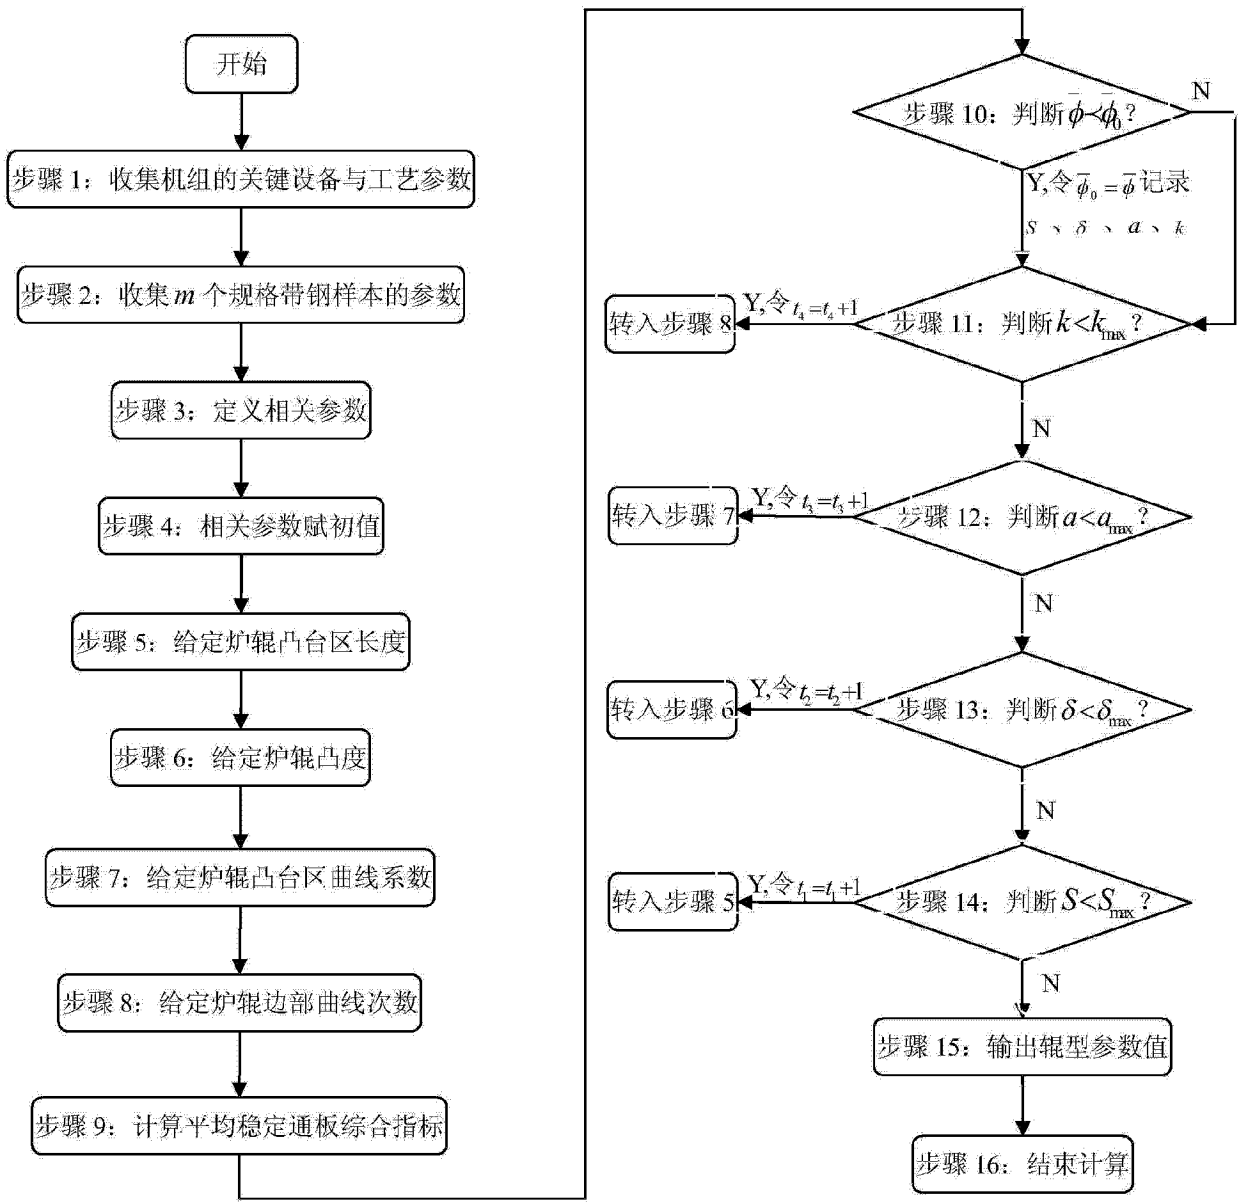 开始
步骤 1：收集机组的关键设备与工艺参数
步骤 2：收集 m 个规格带钢样本的参数
步骤 3：定义相关参数
步骤 4：相关参数赋初值
步骤 5：给定炉辊凸台区长度
步骤 6：给定炉辊凸度
步骤 7：给定炉辊凸台区曲线系数
步骤 8：给定炉辊边部曲线次数
步骤 9：计算平均稳定通板综合指标
步骤 10：判断 ϕ̄<ϕ̄₀？
N
Y,令 φ̄₀ = φ̄ 记录
S 、 δ 、 a 、 k
步骤 11：判断 k<kmax？
Y,令 t₄=t₄+1
转入步骤 8
N
步骤 12：判断 a<amax？
Y,令 t₃=t₃+1
转入步骤 7
N
步骤 13：判断 δ<δmax？
Y,令 t₂=t₂+1
转入步骤 6
N
步骤 14：判断 S<Smax？
Y,令 t₁=t₁+1
转入步骤 5
N
步骤 15：输出辊型参数值
步骤 16：结束计算